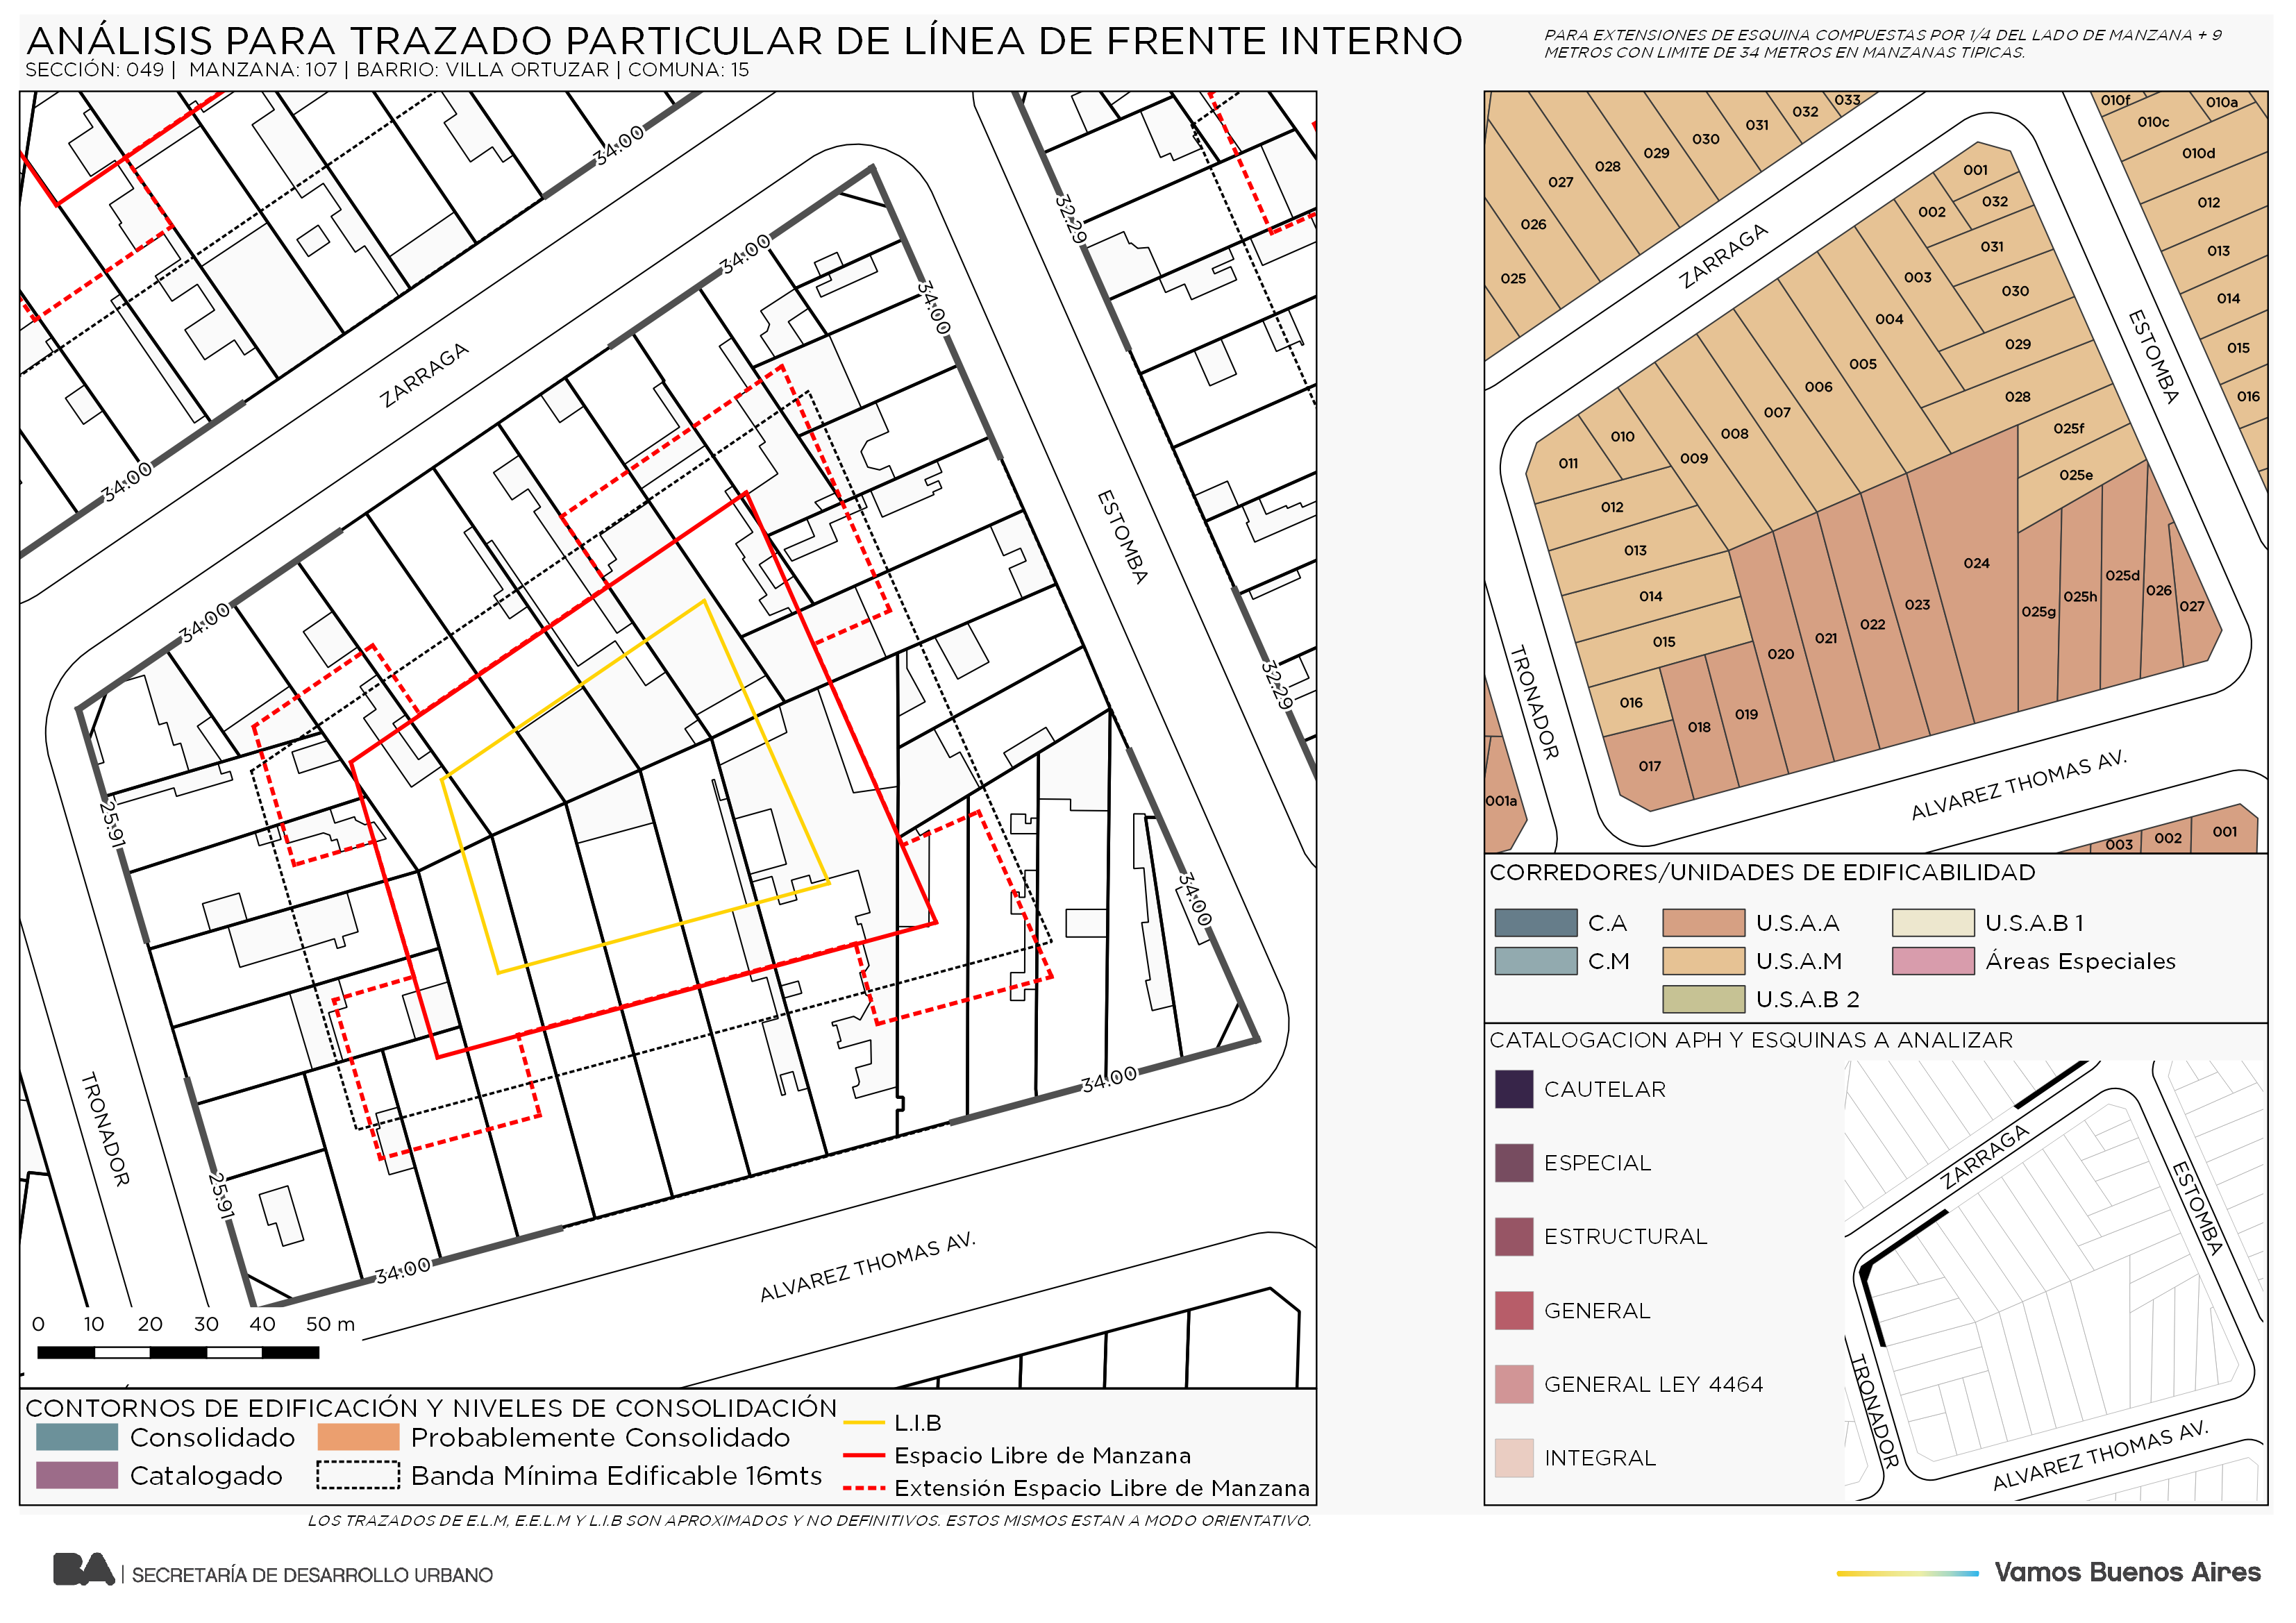 ANÁLISIS PARA TRAZADO PARTICULAR DE LÍNEA DE FRENTE INTERNO
SECCIÓN: 049 | MANZANA: 107 | BARRIO: VILLA ORTUZAR | COMUNA: 15
PARA EXTENSIONES DE ESQUINA COMPUESTAS POR 1/4 DEL LADO DE MANZANA + 9
METROS CON LIMITE DE 34 METROS EN MANZANAS TIPICAS.
34:00
34:00
32:29
34:00
34:00
ZARRAGA
34:00
ESTOMBA
34:00
25:91
32:29
34:00
TRONADOR
34:00
25:91
34:00
ALVAREZ THOMAS AV.
0 10 20 30 40 50 m
CONTORNOS DE EDIFICACIÓN Y NIVELES DE CONSOLIDACIÓN
Consolidado
Probablemente Consolidado
Catalogado
Banda Mínima Edificable 16mts
L.I.B
Espacio Libre de Manzana
Extensión Espacio Libre de Manzana
LOS TRAZADOS DE E.L.M, E.E.L.M Y L.I.B SON APROXIMADOS Y NO DEFINITIVOS. ESTOS MISMOS ESTAN A MODO ORIENTATIVO.
033
032
031
030
029
028
027
026
025
010f
010a
010c
010d
012
013
014
015
016
ZARRAGA
ESTOMBA
001
032
002
031
003
030
004
029
005
028
006
007
025f
008
025e
009
010
011
012
013
014
015
016
017
018
019
020
021
022
023
024
025g
025h
025d
026
027
TRONADOR
ALVAREZ THOMAS AV.
001a
003
002
001
CORREDORES/UNIDADES DE EDIFICABILIDAD
C.A
U.S.A.A
U.S.A.B 1
C.M
U.S.A.M
Áreas Especiales
U.S.A.B 2
CATALOGACION APH Y ESQUINAS A ANALIZAR
CAUTELAR
ESPECIAL
ESTRUCTURAL
GENERAL
GENERAL LEY 4464
INTEGRAL
ZARRAGA
ESTOMBA
TRONADOR
ALVAREZ THOMAS AV.
BA | SECRETARÍA DE DESARROLLO URBANO
Vamos Buenos Aires